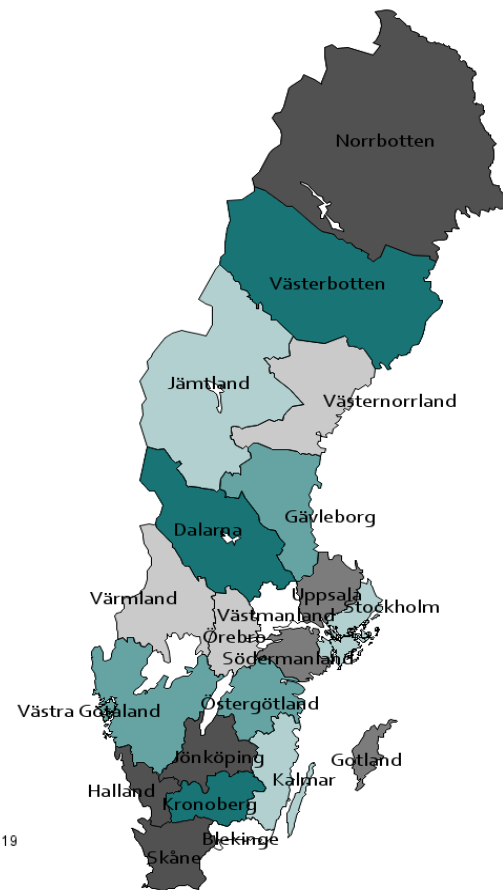 Norrbotten
Västerbotten
Jämtland
Västernorrland
Gävleborg
Dalarna
Uppsala
Värmland
Västmanland
Stockholm
Örebro
Södermanland
Västra Götaland
Östergötland
Jönköping
Gotland
Kalmar
Halland
Kronoberg
Blekinge
19
Skåne